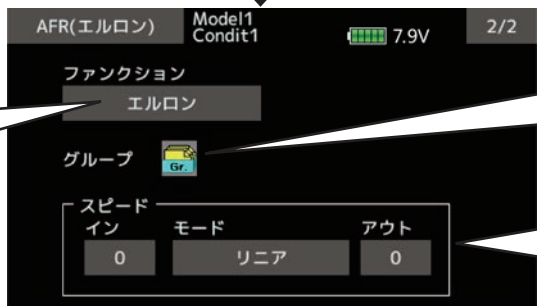 AFR(エルロン) Model1 Condit1 7.9V 2/2
ファンクション
エルロン
グループ Gr.
スピード
イン モード アウト
0 リニア 0